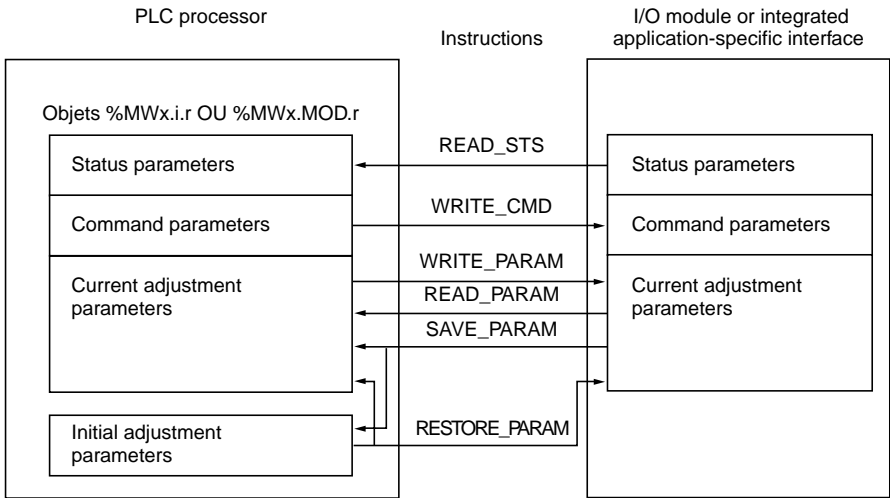 PLC processor
Instructions
I/O module or integrated
application-specific interface
Objets %MWx.i.r OU %MWx.MOD.r
Status parameters
READ_STS
Status parameters
Command parameters
WRITE_CMD
Command parameters
Current adjustment
parameters
WRITE_PARAM
READ_PARAM
SAVE_PARAM
Current adjustment
parameters
Initial adjustment
parameters
RESTORE_PARAM